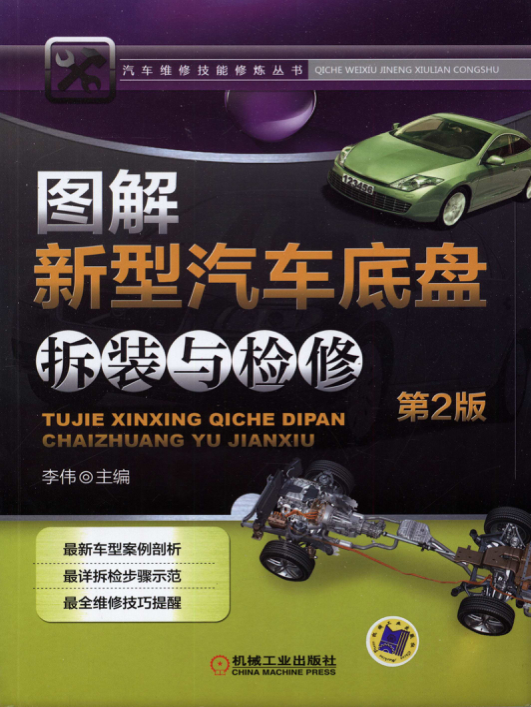 汽车维修技能修炼丛书 QICHE WEIXIU JINENG XIULIAN CONGSHU
123456
图解
新型汽车底盘
拆装与检修
第2版
TUJIE XINXING QICHE DIPAN
CHAIZHUANG YU JIANXIU
李伟◎主编
最新车型案例剖析
最详拆检步骤示范
最全维修技巧提醒
机械工业出版社
CHINA MACHINE PRESS